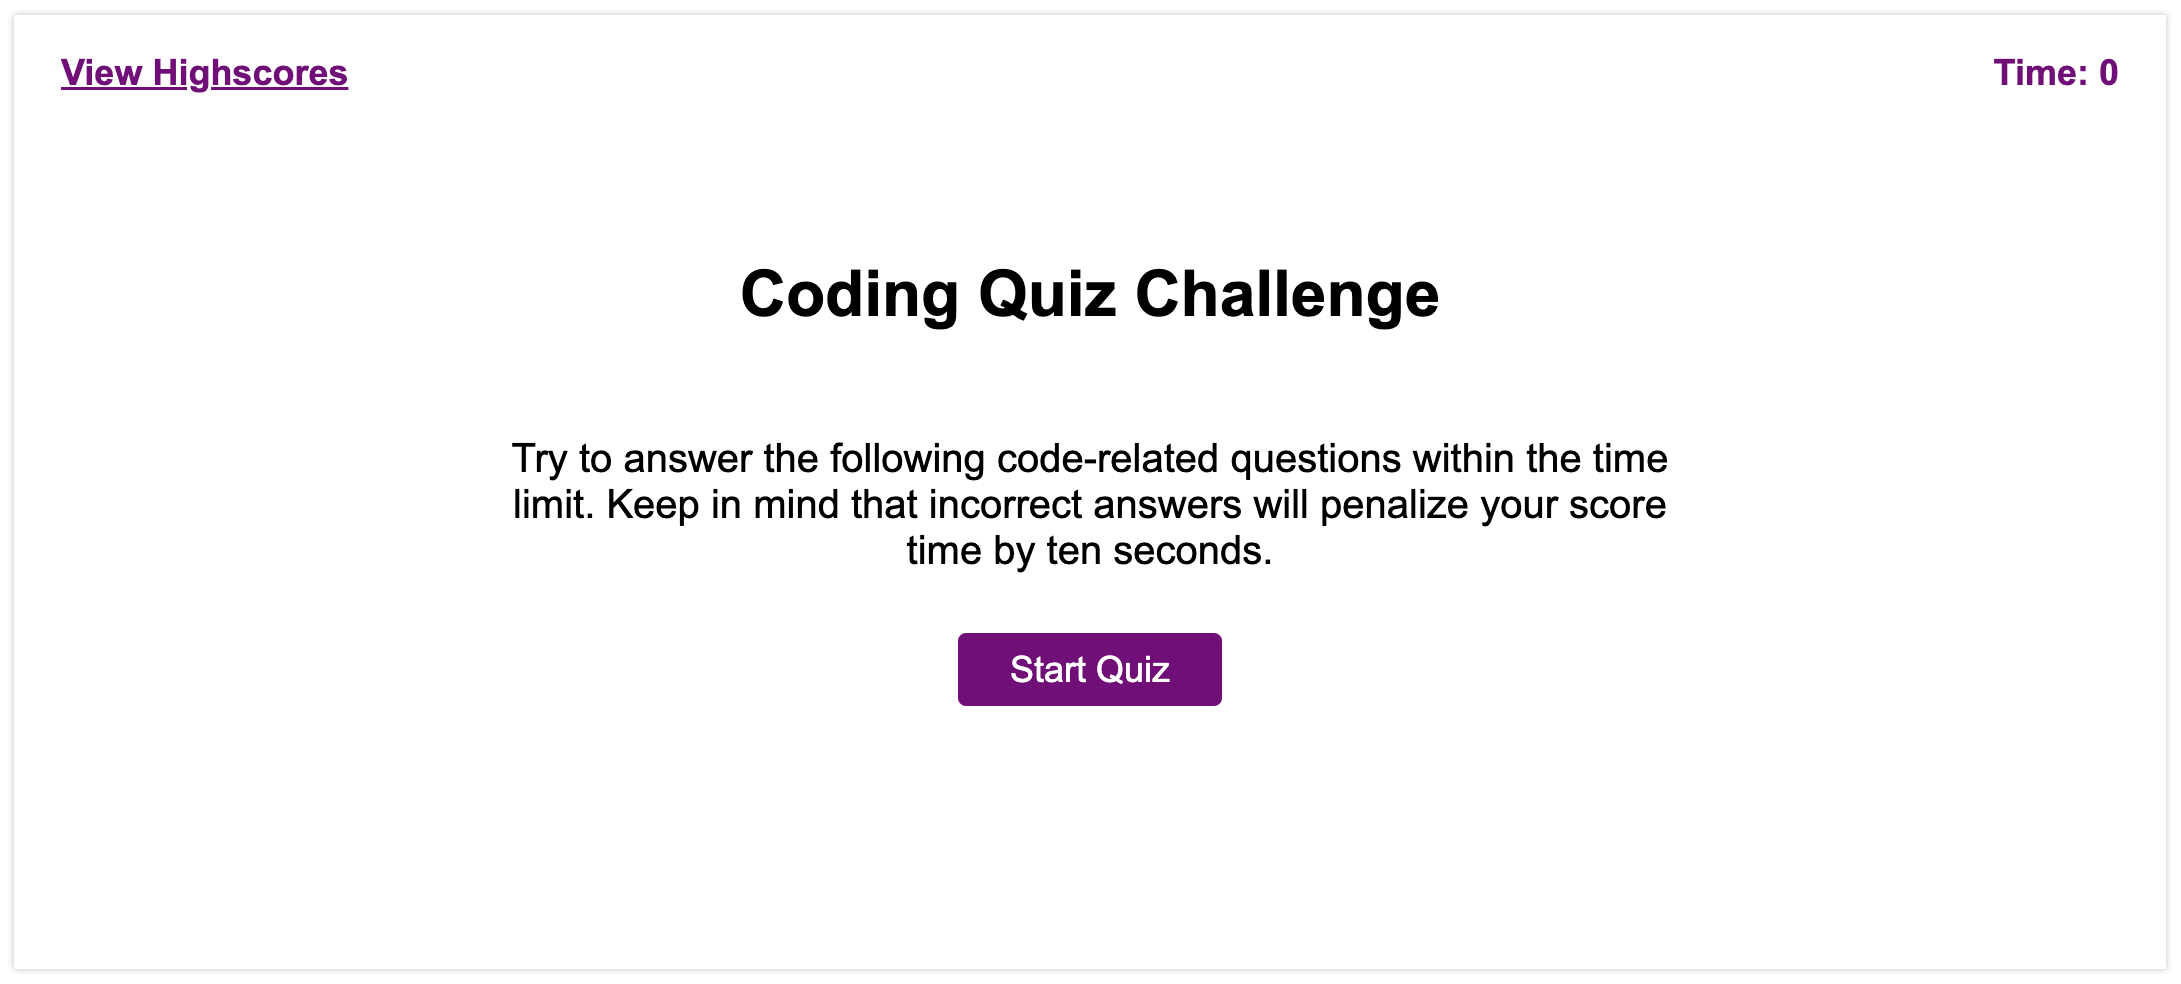 View Highscores
Time: 0
Coding Quiz Challenge
Try to answer the following code-related questions within the time
limit. Keep in mind that incorrect answers will penalize your score
time by ten seconds.
Start Quiz